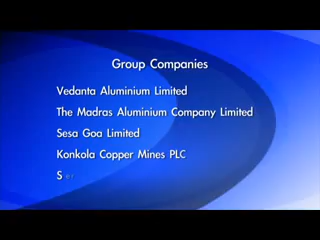 Group Companies
Vedanta Aluminium Limited
The Madras Aluminium Company Limited
Sesa Goa Limited
Konkola Copper Mines PLC
S